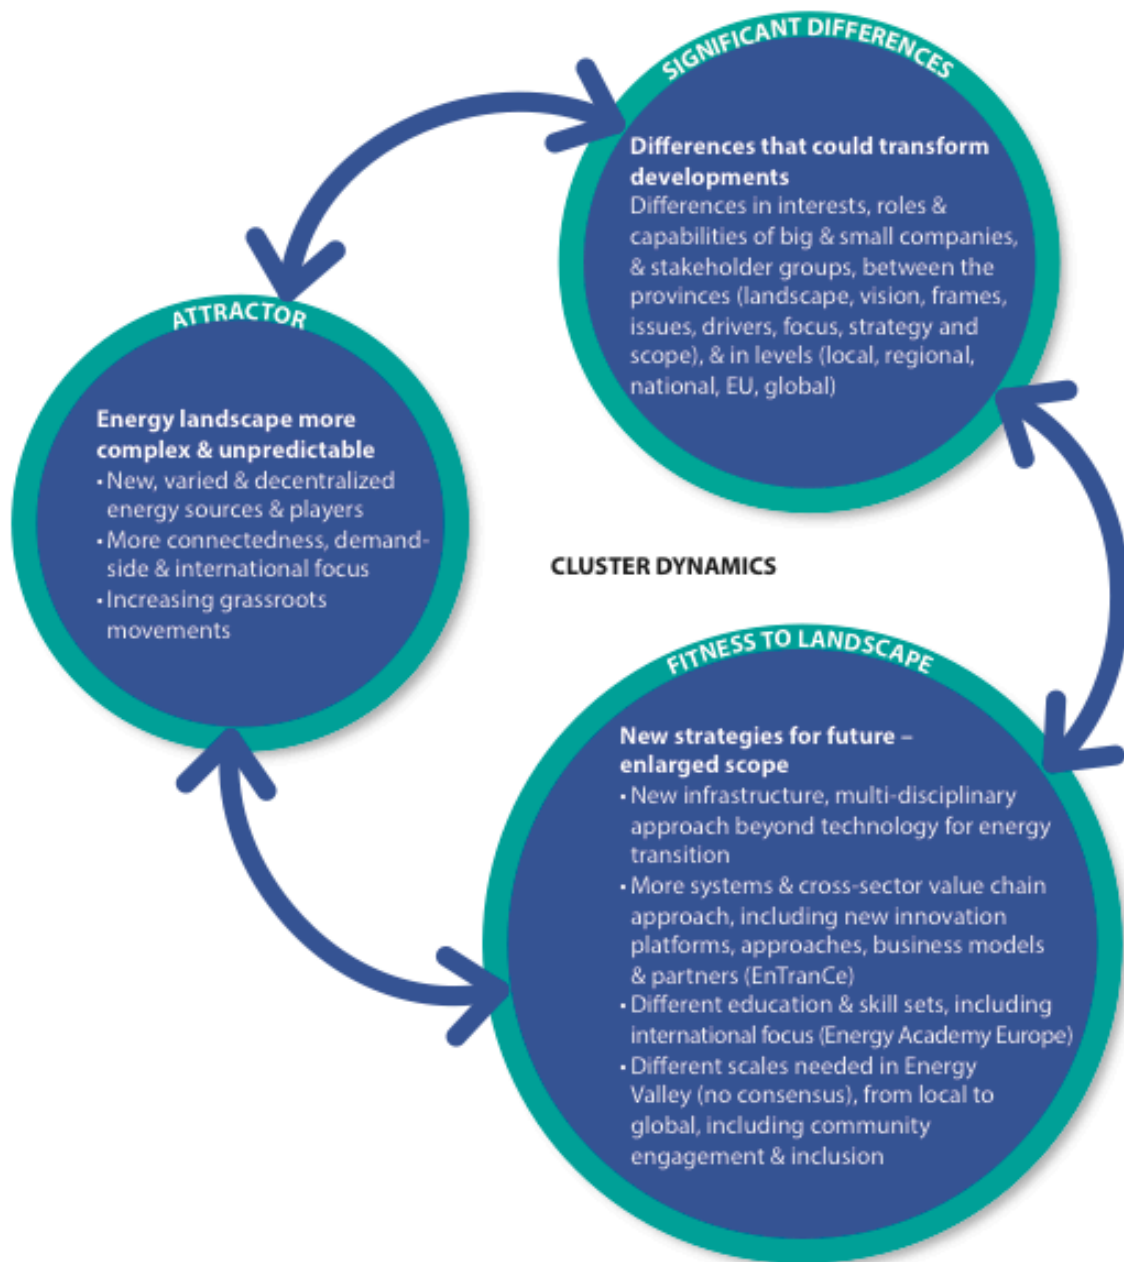 SIGNIFICANT DIFFERENCES
Differences that could transform
developments
Differences in interests, roles &
capabilities of big & small companies,
& stakeholder groups, between the
provinces (landscape, vision, frames,
issues, drivers, focus, strategy and
scope), & in levels (local, regional,
national, EU, global)
ATTRACTOR
Energy landscape more
complex & unpredictable
• New, varied & decentralized
energy sources & players
• More connectedness, demand-
side & international focus
• Increasing grassroots
movements
CLUSTER DYNAMICS
FITNESS TO LANDSCAPE
New strategies for future –
enlarged scope
• New infrastructure, multi-disciplinary
approach beyond technology for energy
transition
• More systems & cross-sector value chain
approach, including new innovation
platforms, approaches, business models
& partners (EnTranCe)
• Different education & skill sets, including
international focus (Energy Academy Europe)
• Different scales needed in Energy
Valley (no consensus), from local to
global, including community
engagement & inclusion